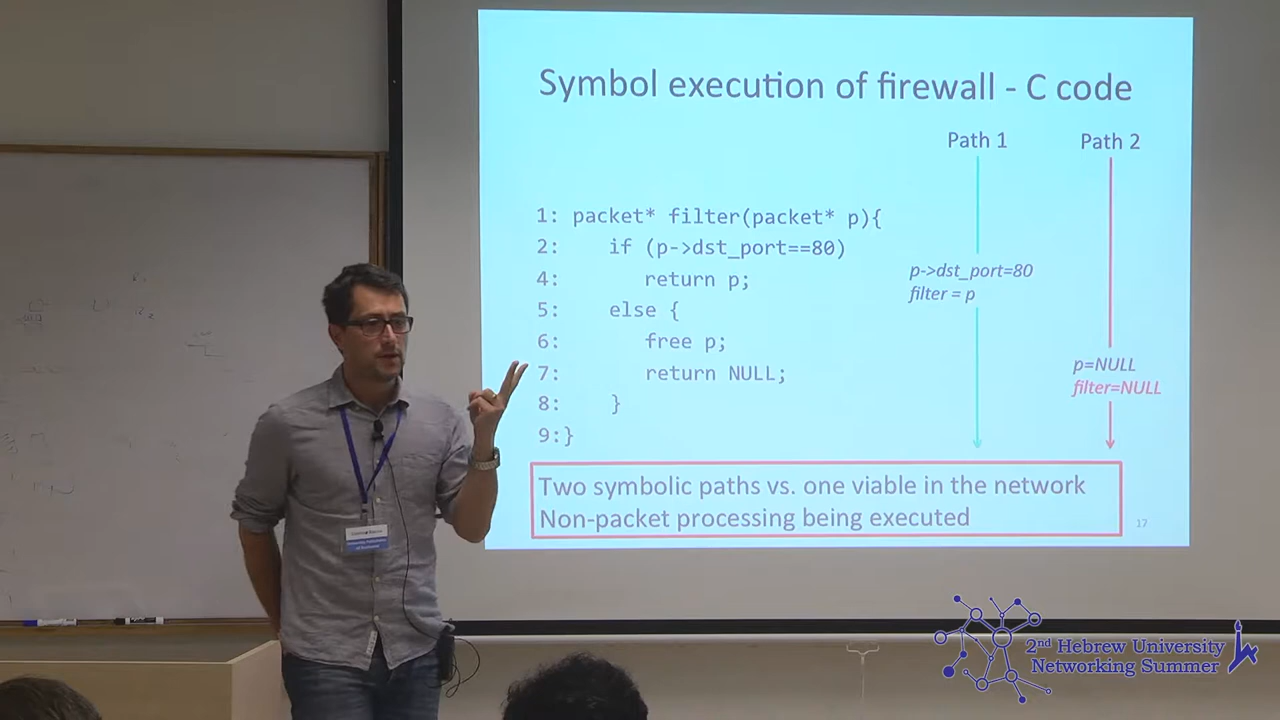 Symbol execution of firewall - C code
Path 1
Path 2
1: packet* filter(packet* p){
2: if (p->dst_port==80)
4: return p;
5: else {
6: free p;
7: return NULL;
8: }
9:}
p->dst_port=80
filter = p
p=NULL
filter=NULL
Two symbolic paths vs. one viable in the network
Non-packet processing being executed
17
2nd Hebrew University
Networking Summer